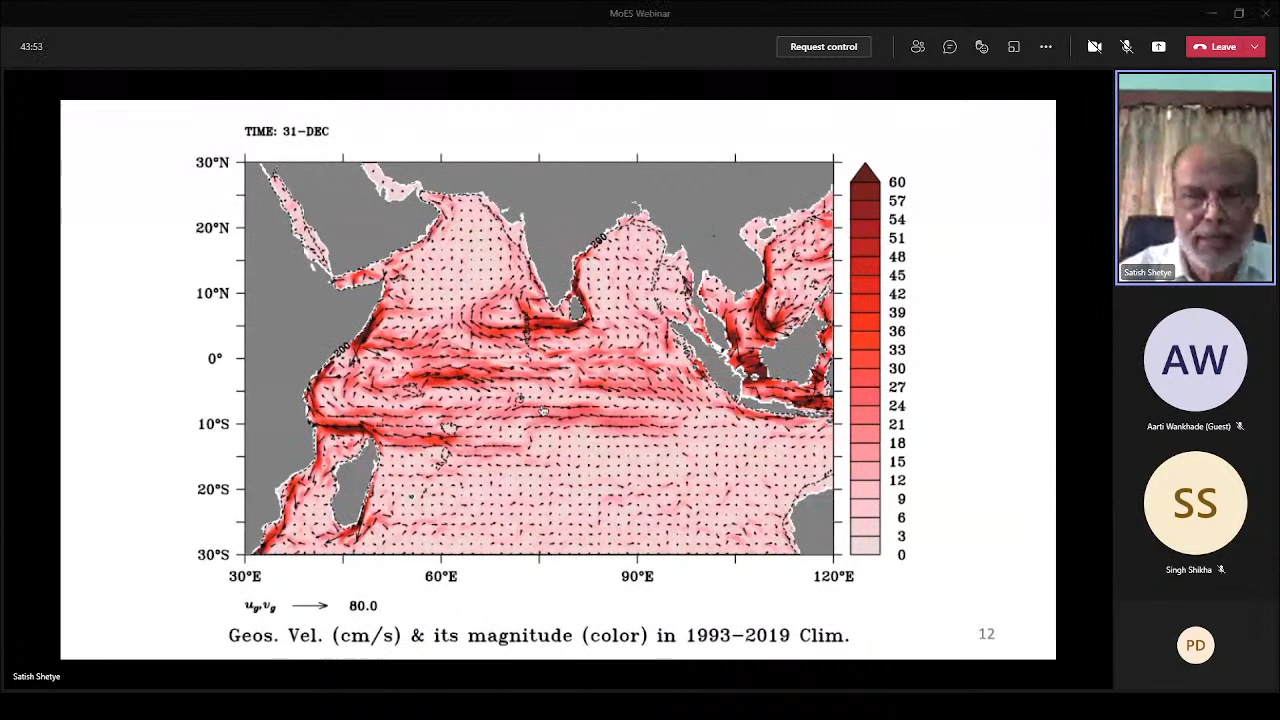 MoES Webinar
43:53
Request control
Leave
TIME: 31-DEC
30°N
20°N
10°N
0°
10°S
20°S
30°S
30°E
60°E
90°E
120°E
200
200
60
57
54
51
48
45
42
39
36
33
30
27
24
21
18
15
12
9
6
3
0
ug,vg
80.0
Geos. Vel. (cm/s) & its magnitude (color) in 1993-2019 Clim.
12
Satish Shetye
Satish Shetye
AW
Aarti Wankhade (Guest)
SS
Singh Shikha
PD